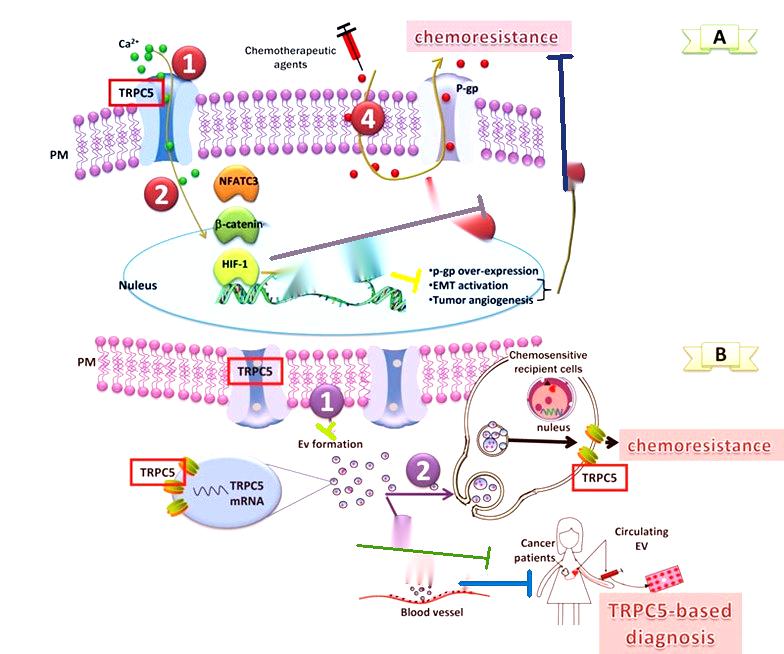 A
Ca2+
1
Chemotherapeutic
agents
chemoresistance
TRPC5
P-gp
4
PM
2
NFATC3
β-catenin
HIF-1
Nuleus
•p-gp over-expression
•EMT activation
•Tumor angiogenesis
B
PM
TRPC5
Chemosensitive
recipient cells
1
nucleus
Ev formation
chemoresistance
TRPC5
2
TRPC5
TRPC5
mRNA
Circulating
EV
Cancer
patients
Blood vessel
TRPC5-based
diagnosis